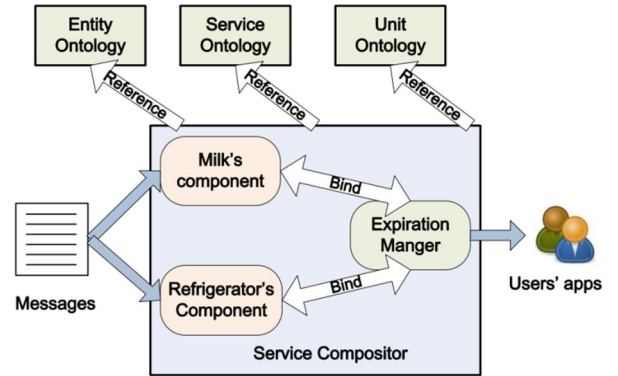 Entity
Ontology
Service
Ontology
Unit
Ontology
Reference
Reference
Reference
Milk's
component
Bind
Expiration
Manger
Messages
Refrigerator's
Component
Bind
Users' apps
Service Compositor